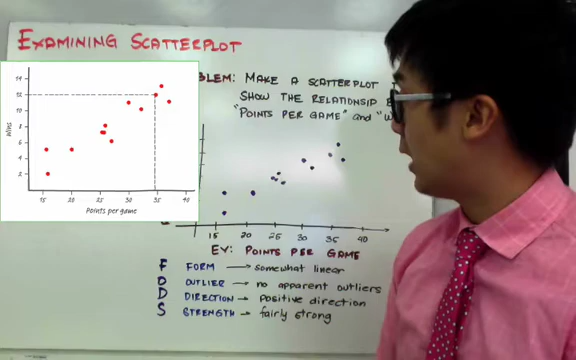 EXAMINING SCATTERPLOT
BLEM: MAKE A SCATTERPLOT
SHOW THE RELATIONSHIP
"POINTS PER GAME" and "W
14
12
10
8
6
4
2
Wins
15 20 25 30 35 40
Points per game
15 20 25 30 35 40
EV: POINTS PER GAME
F FORM → somewhat linear
O OUTLIER → no apparent outliers
D DIRECTION → positive direction
S STRENGTH → fairly strong